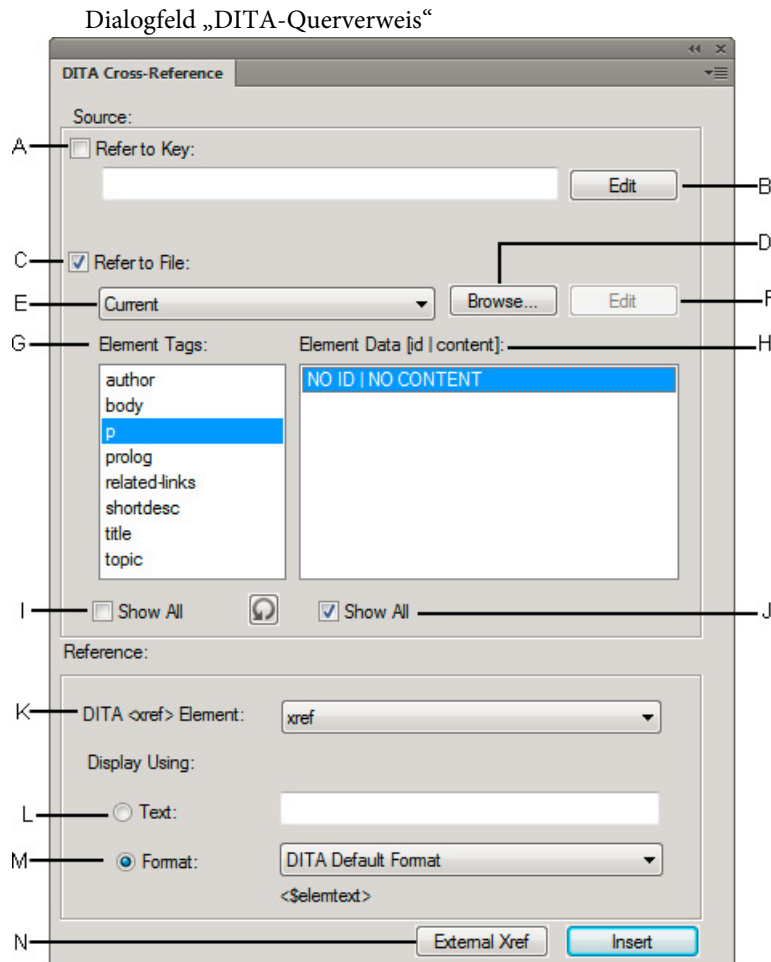 Dialogfeld „DITA-Querverweis“
DITA Cross-Reference
Source:
A
Refer to Key:
Edit
B
D
C
Refer to File:
E
Current
Browse...
Edit
F
G
Element Tags:
Element Data [id | content]:
H
author
body
p
prolog
related-links
shortdesc
title
topic
NO ID | NO CONTENT
I
Show All
Show All
J
Reference:
K
DITA <xref> Element:
xref
Display Using:
L
Text:
M
Format:
DITA Default Format
<$elemtext>
N
External Xref
Insert